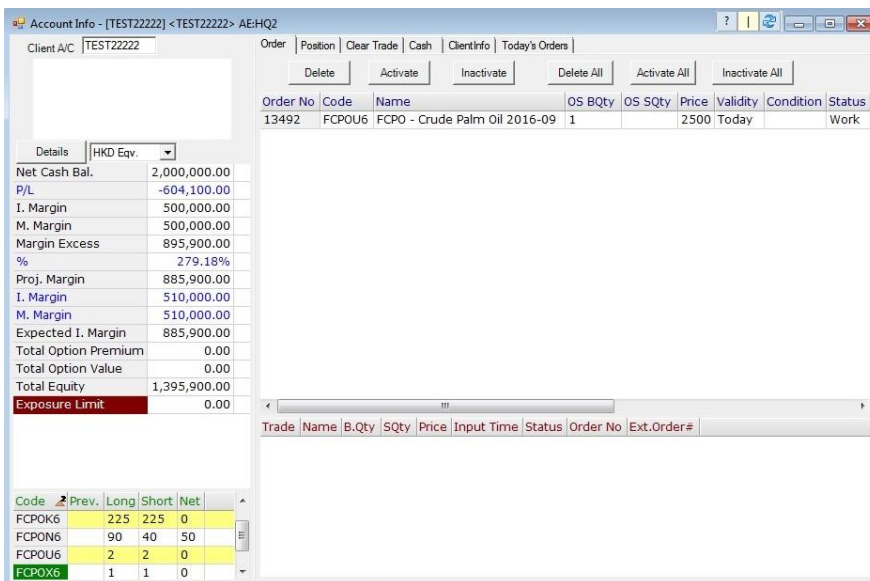 Account Info - [TEST22222] <TEST22222> AE:HQ2
Client A/C TEST22222
Details HKD Eqv.
Net Cash Bal. 2,000,000.00
P/L -604,100.00
I. Margin 500,000.00
M. Margin 500,000.00
Margin Excess 895,900.00
% 279.18%
Proj. Margin 885,900.00
I. Margin 510,000.00
M. Margin 510,000.00
Expected I. Margin 885,900.00
Total Option Premium 0.00
Total Option Value 0.00
Total Equity 1,395,900.00
Exposure Limit 0.00
Code 2 Prev. Long Short Net
FCPOK6 225 225 0
FCPON6 90 40 50
FCPOU6 2 2 0
FCPOX6 1 1 0
Order Position Clear Trade Cash ClientInfo Today's Orders
Delete Activate Inactivate Delete All Activate All Inactivate All
Order No Code Name OS BQty OS SQty Price Validity Condition Status
13492 FCPOU6 FCPO - Crude Palm Oil 2016-09 1 2500 Today Work
Trade Name B.Qty SQty Price Input Time Status Order No Ext.Order#